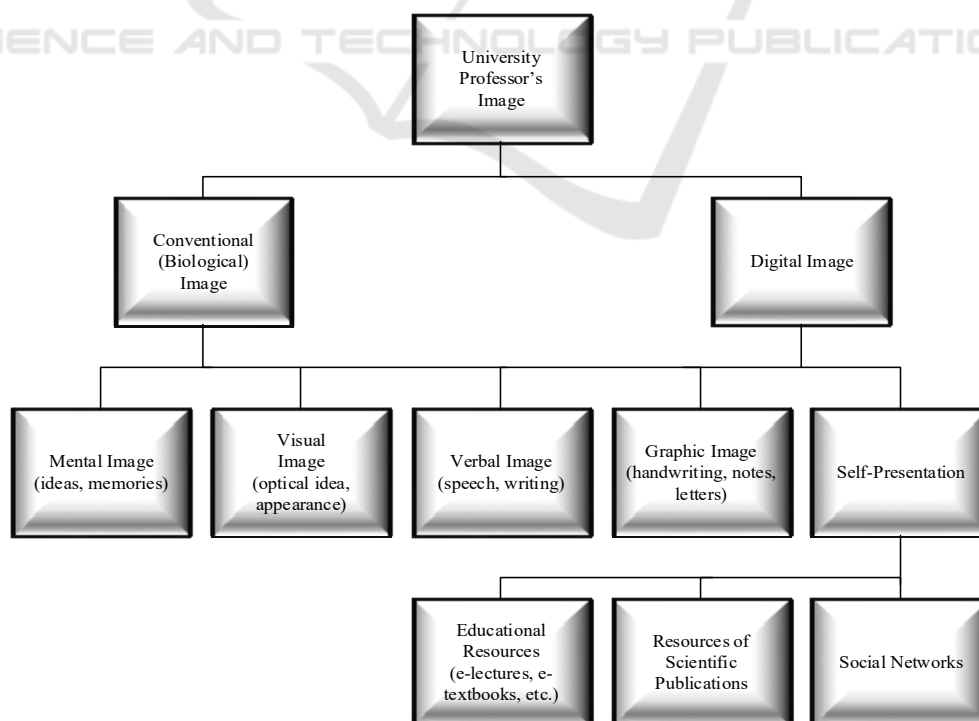 IENCE AND TECHNOLOGY PUBLICATIO
University
Professor's
Image
Conventional
(Biological)
Image
Digital Image
Mental Image
(ideas, memories)
Visual
Image
(optical idea,
appearance)
Verbal Image
(speech, writing)
Graphic Image
(handwriting, notes,
letters)
Self-Presentation
Educational
Resources
(e-lectures, e-
textbooks, etc.)
Resources of
Scientific
Publications
Social Networks